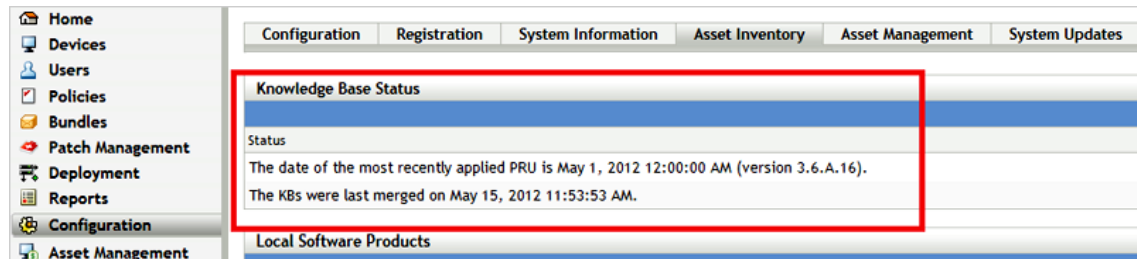 Home
Devices
Users
Policies
Bundles
Patch Management
Deployment
Reports
Configuration
Asset Management
Configuration Registration System Information Asset Inventory Asset Management System Updates
Knowledge Base Status
Status
The date of the most recently applied PRU is May 1, 2012 12:00:00 AM (version 3.6.A.16).
The KBs were last merged on May 15, 2012 11:53:53 AM.
Local Software Products